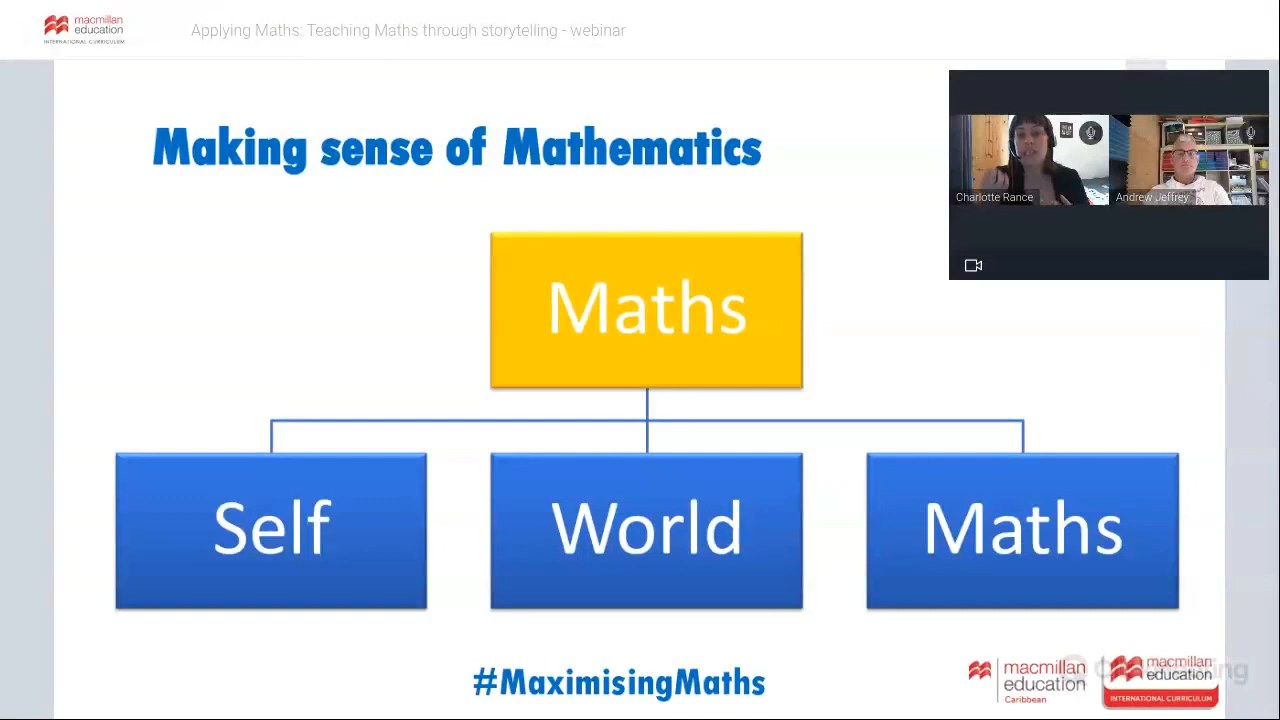 macmillan
education
INTERNATIONAL CURRICULUM
Applying Maths: Teaching Maths through storytelling - webinar
Making sense of Mathematics
Charlotte Rance
Andrew Jeffrey
Maths
Self
World
Maths
#MaximisingMaths
macmillan
education
Caribbean
macmillan
education
INTERNATIONAL CURRICULUM